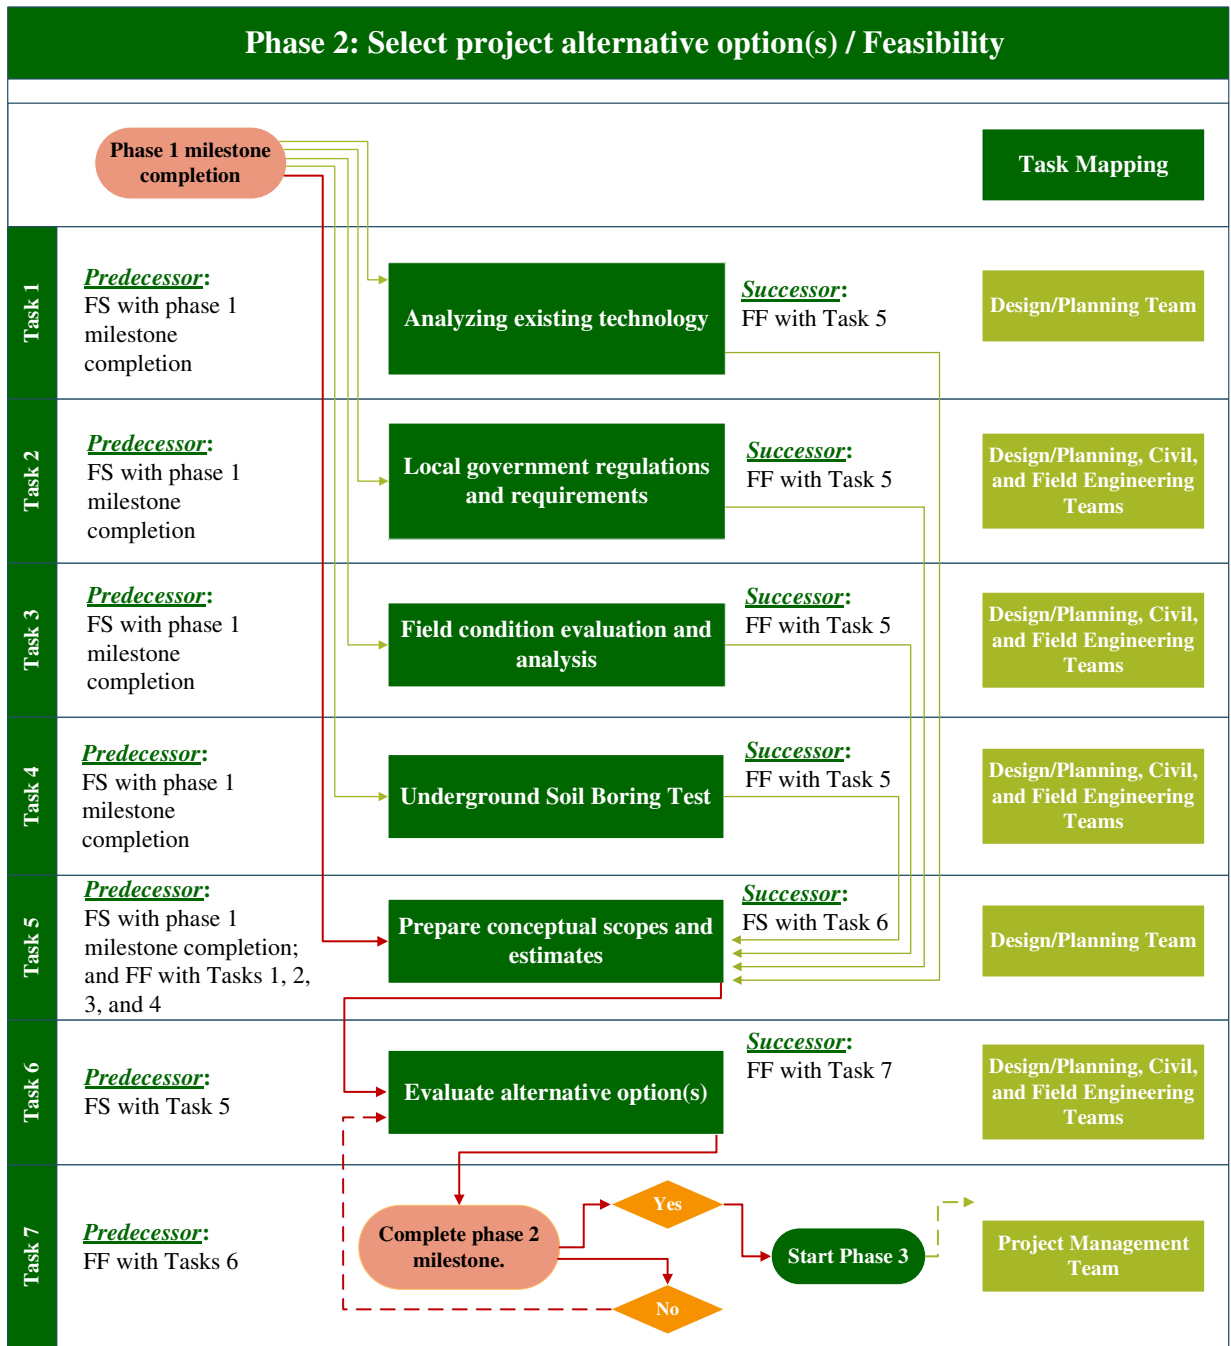 Phase 2: Select project alternative option(s) / Feasibility
Phase 1 milestone
completion
Task Mapping
Task 1
Predecessor:
FS with phase 1
milestone
completion
Analyzing existing technology
Successor:
FF with Task 5
Design/Planning Team
Task 2
Predecessor:
FS with phase 1
milestone
completion
Local government regulations
and requirements
Successor:
FF with Task 5
Design/Planning, Civil,
and Field Engineering
Teams
Task 3
Predecessor:
FS with phase 1
milestone
completion
Field condition evaluation and
analysis
Successor:
FF with Task 5
Design/Planning, Civil,
and Field Engineering
Teams
Task 4
Predecessor:
FS with phase 1
milestone
completion
Underground Soil Boring Test
Successor:
FF with Task 5
Design/Planning, Civil,
and Field Engineering
Teams
Task 5
Predecessor:
FS with phase 1
milestone completion;
and FF with Tasks 1, 2,
3, and 4
Prepare conceptual scopes and
estimates
Successor:
FS with Task 6
Design/Planning Team
Task 6
Predecessor:
FS with Task 5
Evaluate alternative option(s)
Successor:
FF with Task 7
Design/Planning, Civil,
and Field Engineering
Teams
Task 7
Predecessor:
FF with Tasks 6
Complete phase 2
milestone.
Yes
No
Start Phase 3
Project Management
Team